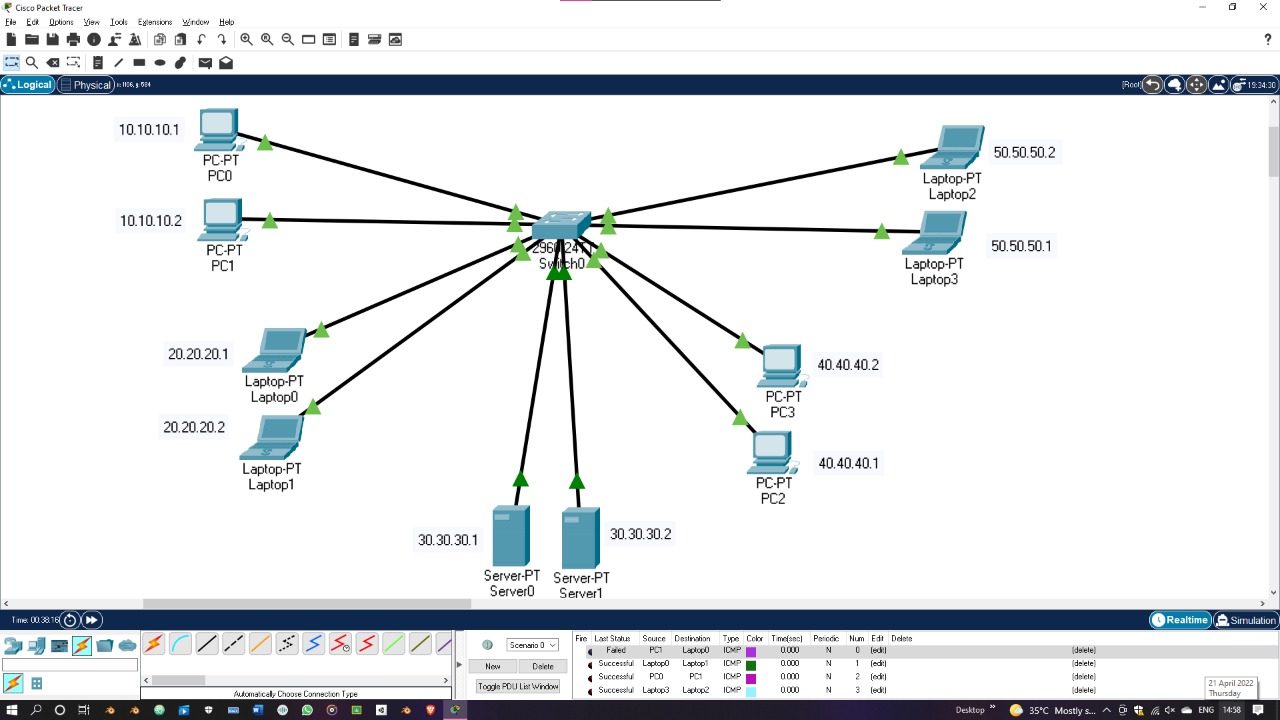 Cisco Packet Tracer
File Edit Options View Tools Extensions Window Help
?
Logical Physical x: 1106, y: 584 [Root] 19:34:30
10.10.10.1
PC-PT
PC0
10.10.10.2
PC-PT
PC1
50.50.50.2
Laptop-PT
Laptop2
50.50.50.1
Laptop-PT
Laptop3
Switch0
20.20.20.1
Laptop-PT
Laptop0
20.20.20.2
Laptop-PT
Laptop1
40.40.40.2
PC-PT
PC3
40.40.40.1
PC-PT
PC2
30.30.30.1
30.30.30.2
Server-PT
Server0
Server-PT
Server1
Time: 00:38:16 Realtime Simulation
Scenario 0
New Delete
Toggle PDU List Window
Automatically Choose Connection Type
Fire Last Status Source Destination Type Color Time(sec) Periodic Num Edit Delete
Failed PC1 Laptop0 ICMP 0.000 N 0 (edit) (delete)
Successful Laptop0 Laptop1 ICMP 0.000 N 1 (edit) (delete)
Successful PC0 PC1 ICMP 0.000 N 2 (edit) (delete)
Successful Laptop3 Laptop2 ICMP 0.000 N 3 (edit) (delete)
21 April 2022
Thursday
Desktop 35°C Mostly s... ENG 14:58